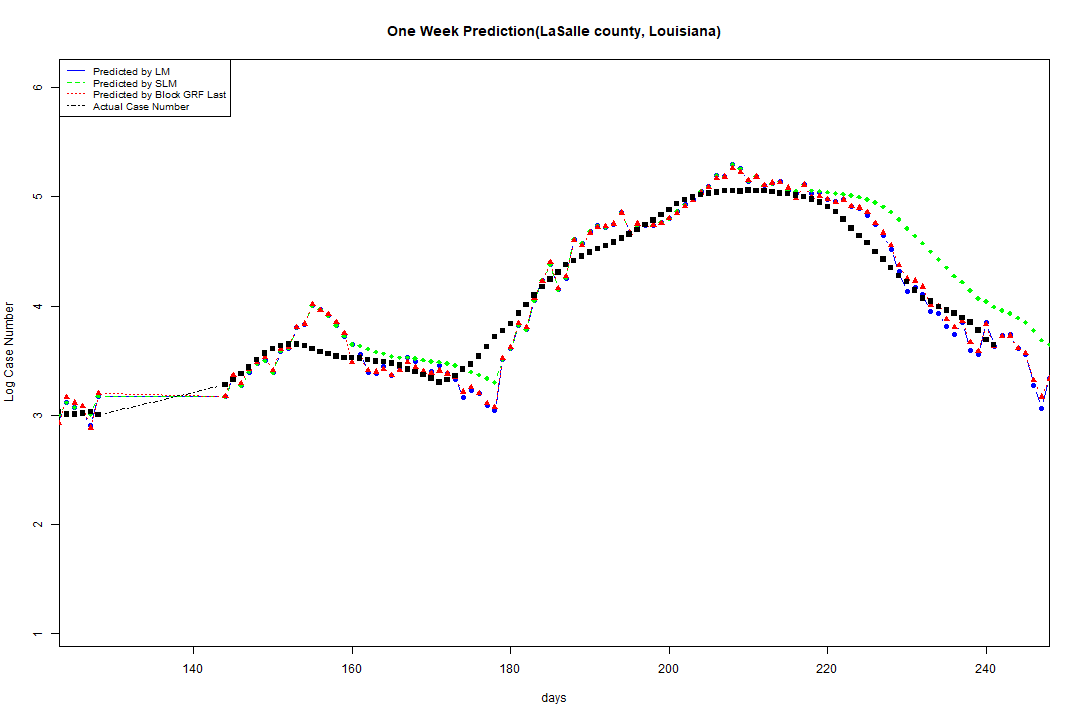 One Week Prediction(LaSalle county, Louisiana)
Predicted by LM
Predicted by SLM
Predicted by Block GRF Last
Actual Case Number
6
5
4
3
2
1
Log Case Number
140 160 180 200 220 240
days